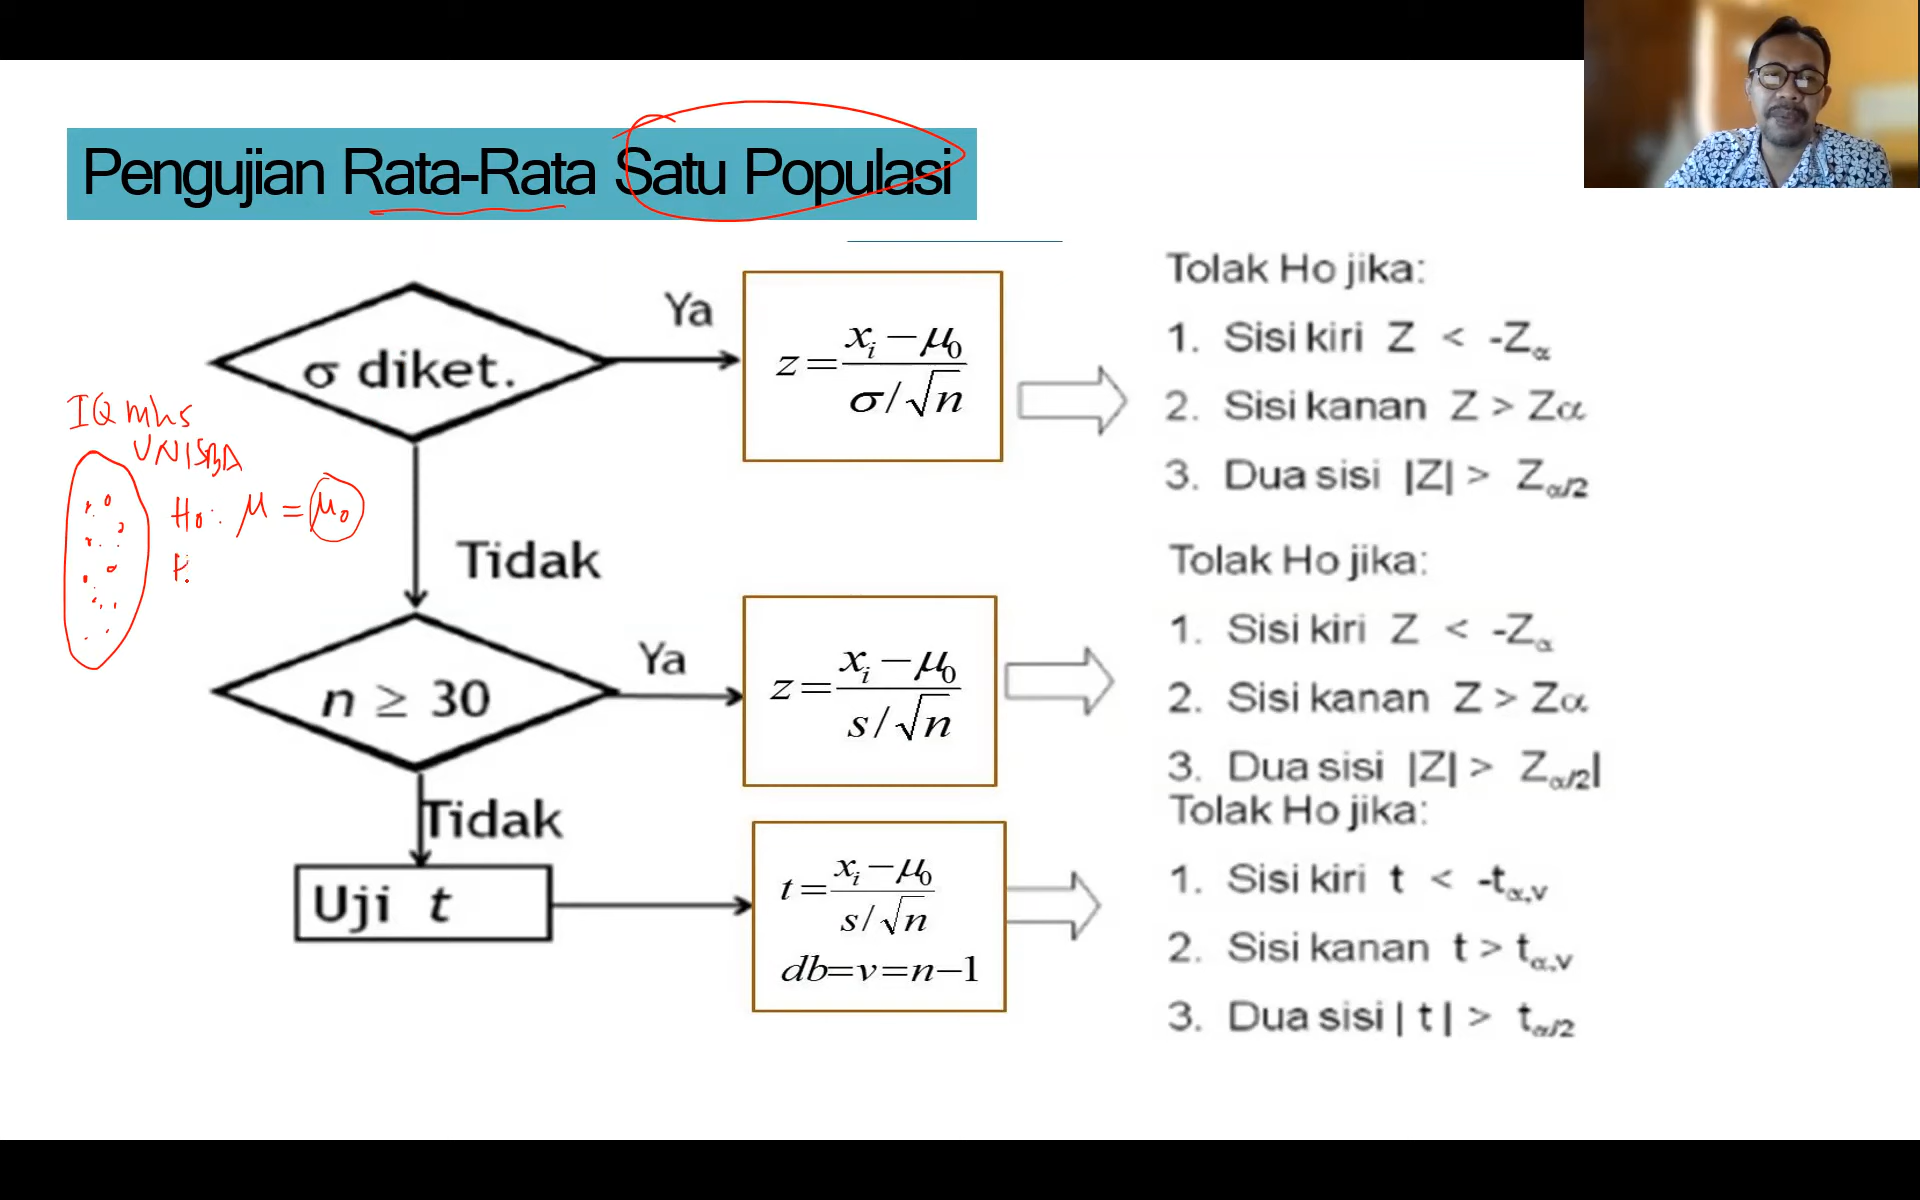 Pengujian Rata-Rata Satu Populasi
σ diket.
Ya
z = (x_i − μ_0) / (σ/√n)
Tolak Ho jika:
1. Sisi kiri Z < -Z_α
2. Sisi kanan Z > Zα
3. Dua sisi |Z| > Z_α/2
IQ mhs
UNISBA
Ho: μ = μ_0
Tidak
n ≥ 30
Ya
z = (x_i − μ_0) / (s/√n)
Tolak Ho jika:
1. Sisi kiri Z < -Z_α
2. Sisi kanan Z > Zα
3. Dua sisi |Z| > Z_α/2|
Tidak
Uji t
t = (x_i − μ_0) / (s/√n)
db=v=n−1
Tolak Ho jika:
1. Sisi kiri t < -t_α,v
2. Sisi kanan t > t_α,v
3. Dua sisi | t | > t_α/2